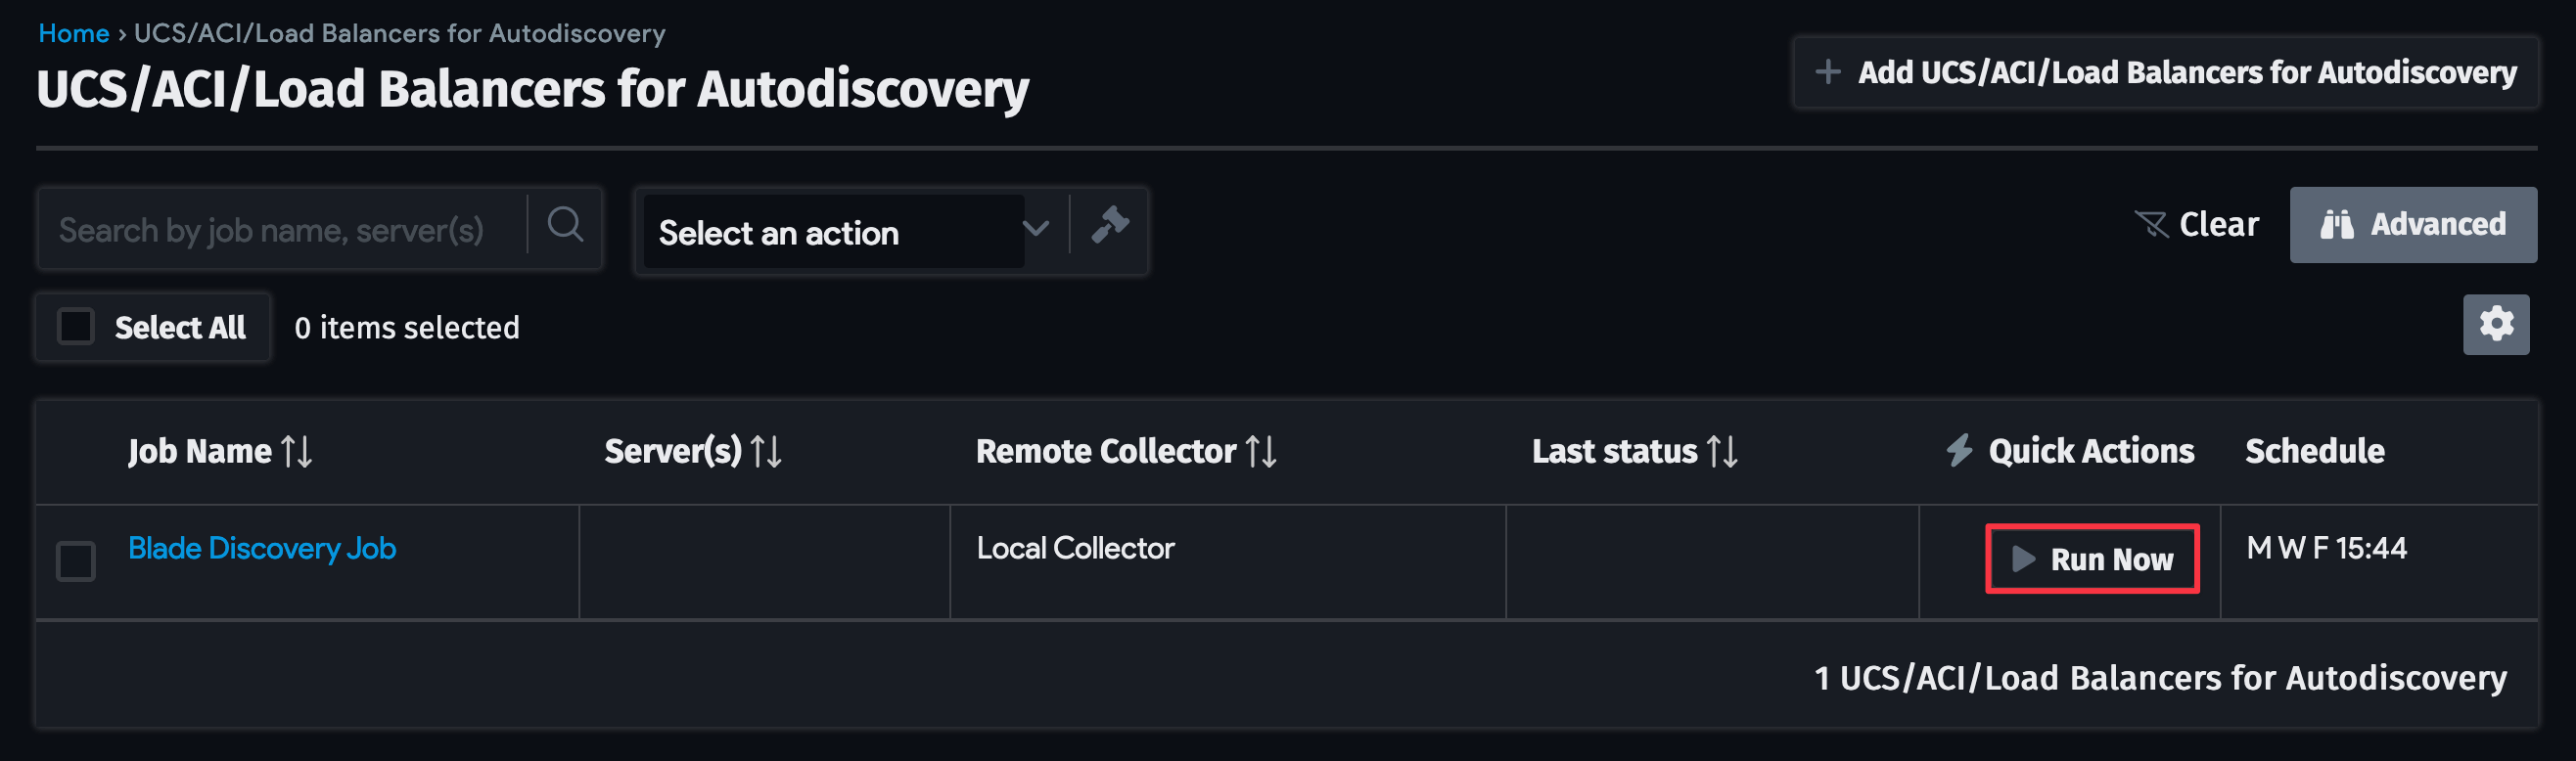 Home › UCS/ACI/Load Balancers for Autodiscovery
UCS/ACI/Load Balancers for Autodiscovery
+ Add UCS/ACI/Load Balancers for Autodiscovery
Search by job name, server(s)
Select an action
Clear
Advanced
Select All
0 items selected
Job Name ↑↓ Server(s) ↑↓ Remote Collector ↑↓ Last status ↑↓ Quick Actions Schedule
Blade Discovery Job Local Collector Run Now M W F 15:44
1 UCS/ACI/Load Balancers for Autodiscovery